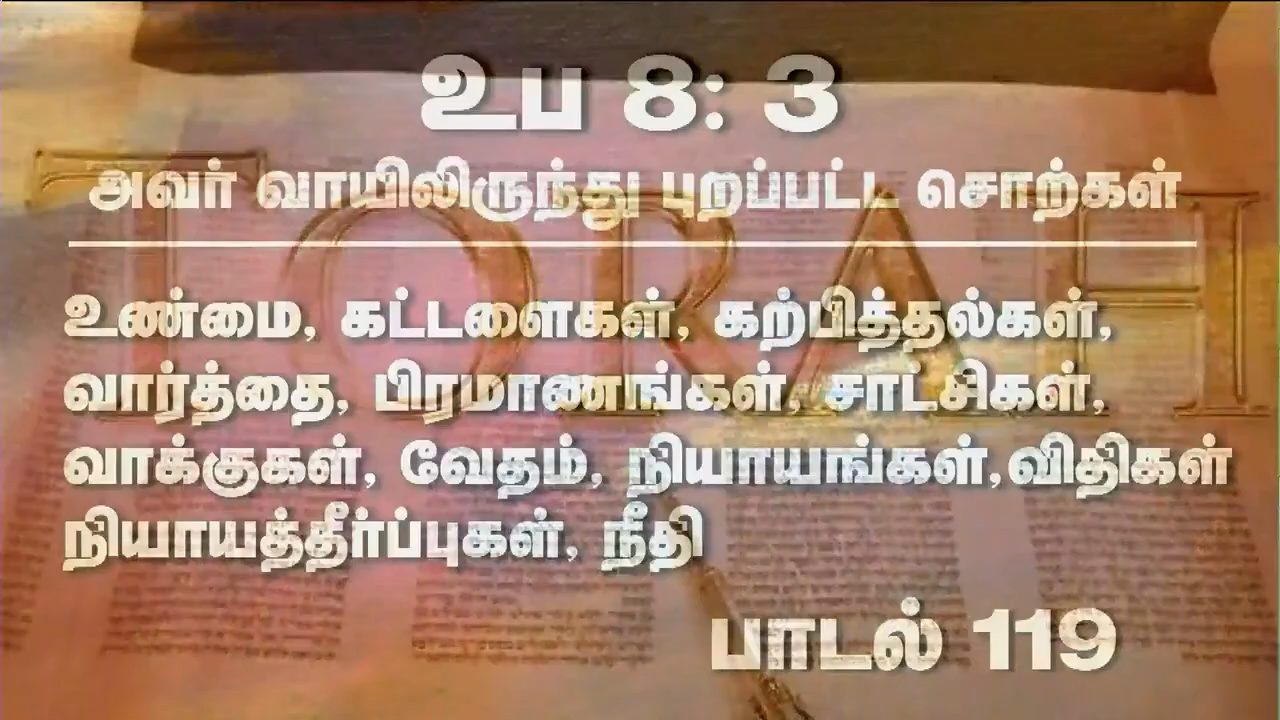 உப 8: 3
அவர் வாயிலிருந்து புறப்பட்ட சொற்கள்
உண்மை, கட்டளைகள், கற்பித்தல்கள்,
வார்த்தை, பிரமாணங்கள், சாட்சிகள்,
வாக்குகள், வேதம், நியாயங்கள்,விதிகள்
நியாயத்தீர்ப்புகள், நீதி
பாடல் 119
TORAH